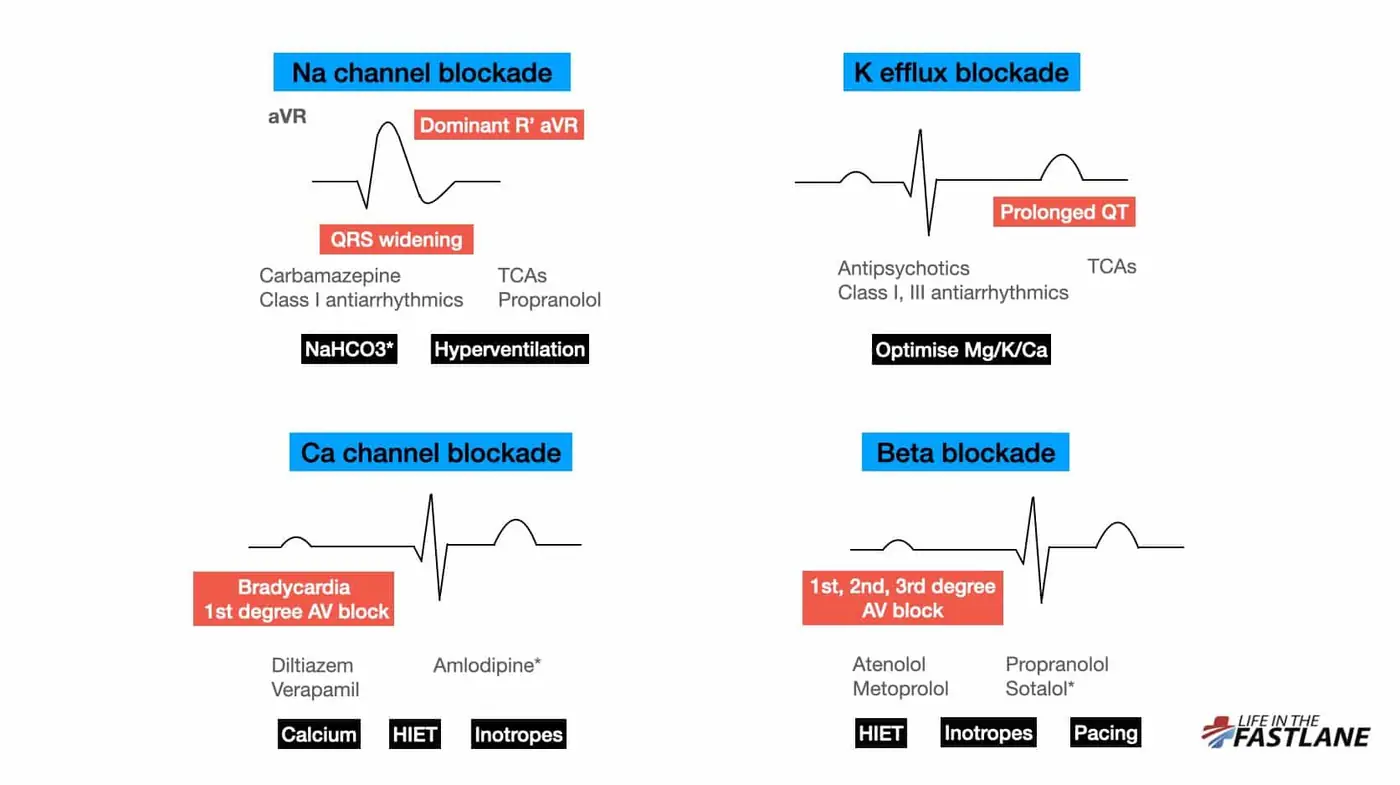 Na channel blockade
aVR
Dominant R’ aVR
QRS widening
Carbamazepine
Class I antiarrhythmics
TCAs
Propranolol
NaHCO3*
Hyperventilation
K efflux blockade
Prolonged QT
Antipsychotics
Class I, III antiarrhythmics
TCAs
Optimise Mg/K/Ca
Ca channel blockade
Bradycardia
1st degree AV block
Diltiazem
Verapamil
Amlodipine*
Calcium
HIET
Inotropes
Beta blockade
1st, 2nd, 3rd degree
AV block
Atenolol
Metoprolol
Propranolol
Sotalol*
HIET
Inotropes
Pacing
LIFE IN THE
FASTLANE